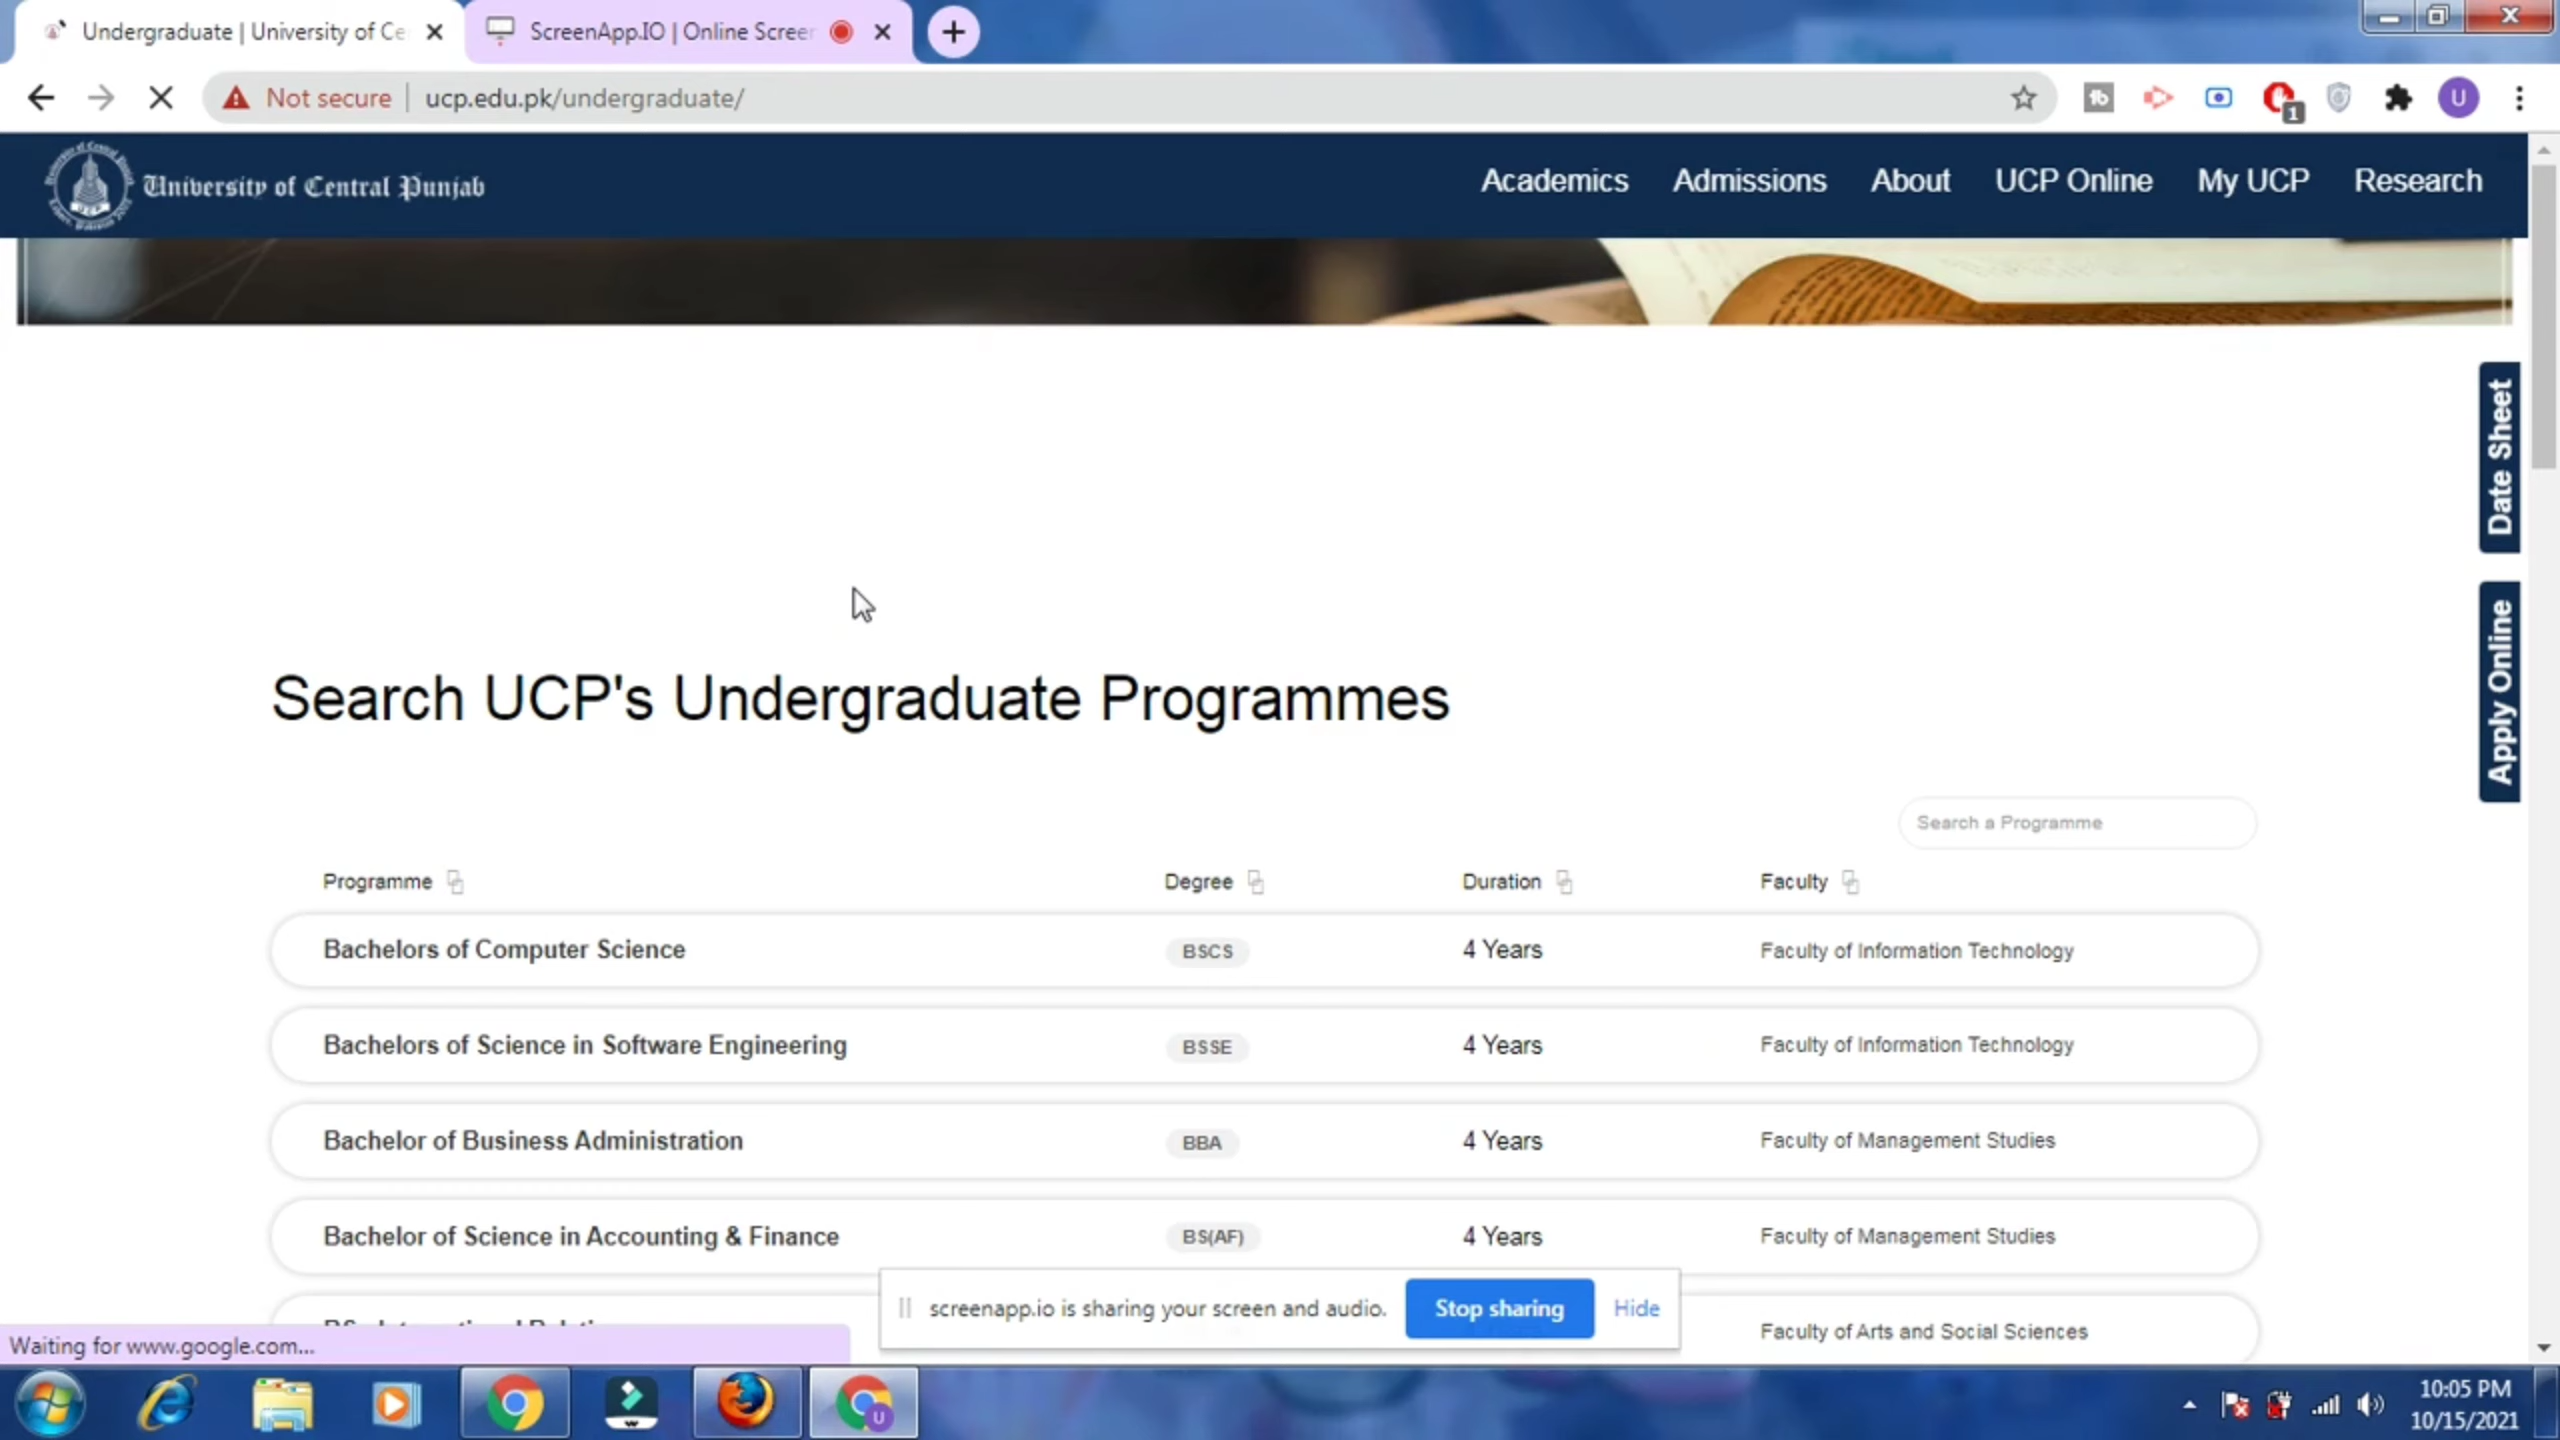 Undergraduate | University of Ce
ScreenApp.IO | Online Screen
Not secure
ucp.edu.pk/undergraduate/
1
U
University of Central Punjab
Academics
Admissions
About
UCP Online
My UCP
Research
Date Sheet
Apply Online
Search UCP's Undergraduate Programmes
Search a Programme
Programme
Degree
Duration
Faculty
Bachelors of Computer Science
BSCS
4 Years
Faculty of Information Technology
Bachelors of Science in Software Engineering
BSSE
4 Years
Faculty of Information Technology
Bachelor of Business Administration
BBA
4 Years
Faculty of Management Studies
Bachelor of Science in Accounting & Finance
BS(AF)
4 Years
Faculty of Management Studies
Faculty of Arts and Social Sciences
screenapp.io is sharing your screen and audio.
Stop sharing
Hide
Waiting for www.google.com...
U
10:05 PM
10/15/2021